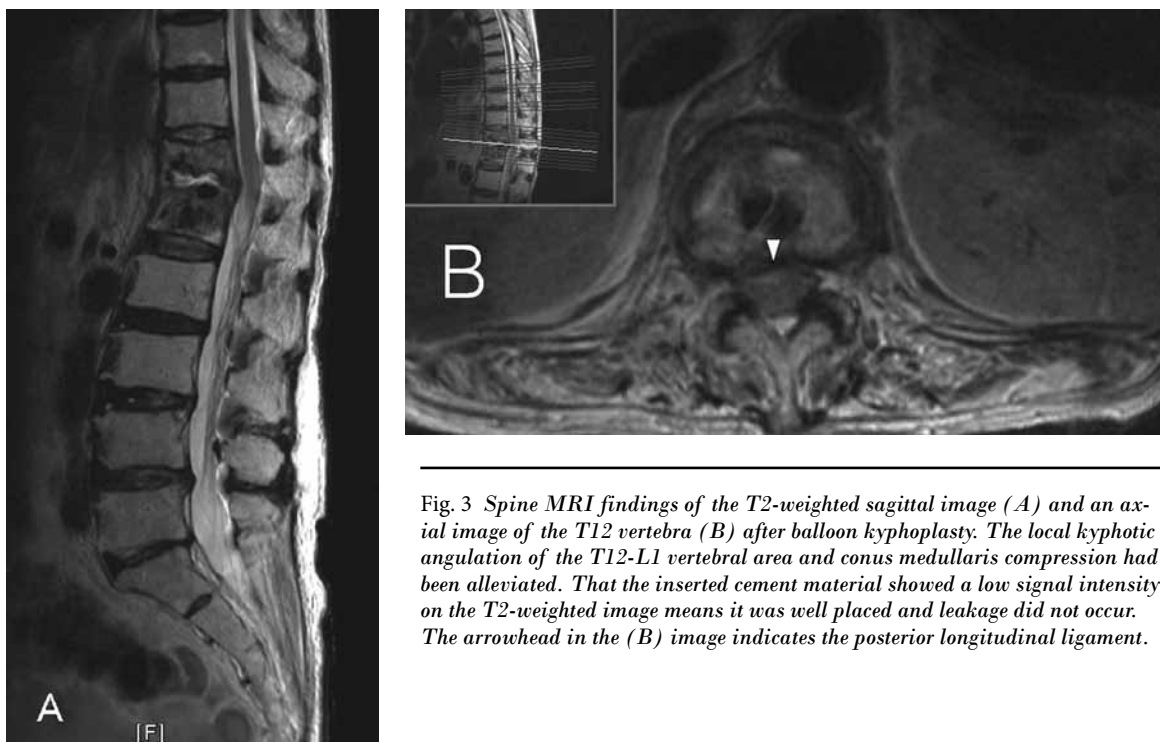 A
[F]
B
Fig. 3 Spine MRI findings of the T2-weighted sagittal image (A) and an ax-
ial image of the T12 vertebra (B) after balloon kyphoplasty. The local kyphotic
angulation of the T12-L1 vertebral area and conus medullaris compression had
been alleviated. That the inserted cement material showed a low signal intensity
on the T2-weighted image means it was well placed and leakage did not occur.
The arrowhead in the (B) image indicates the posterior longitudinal ligament.